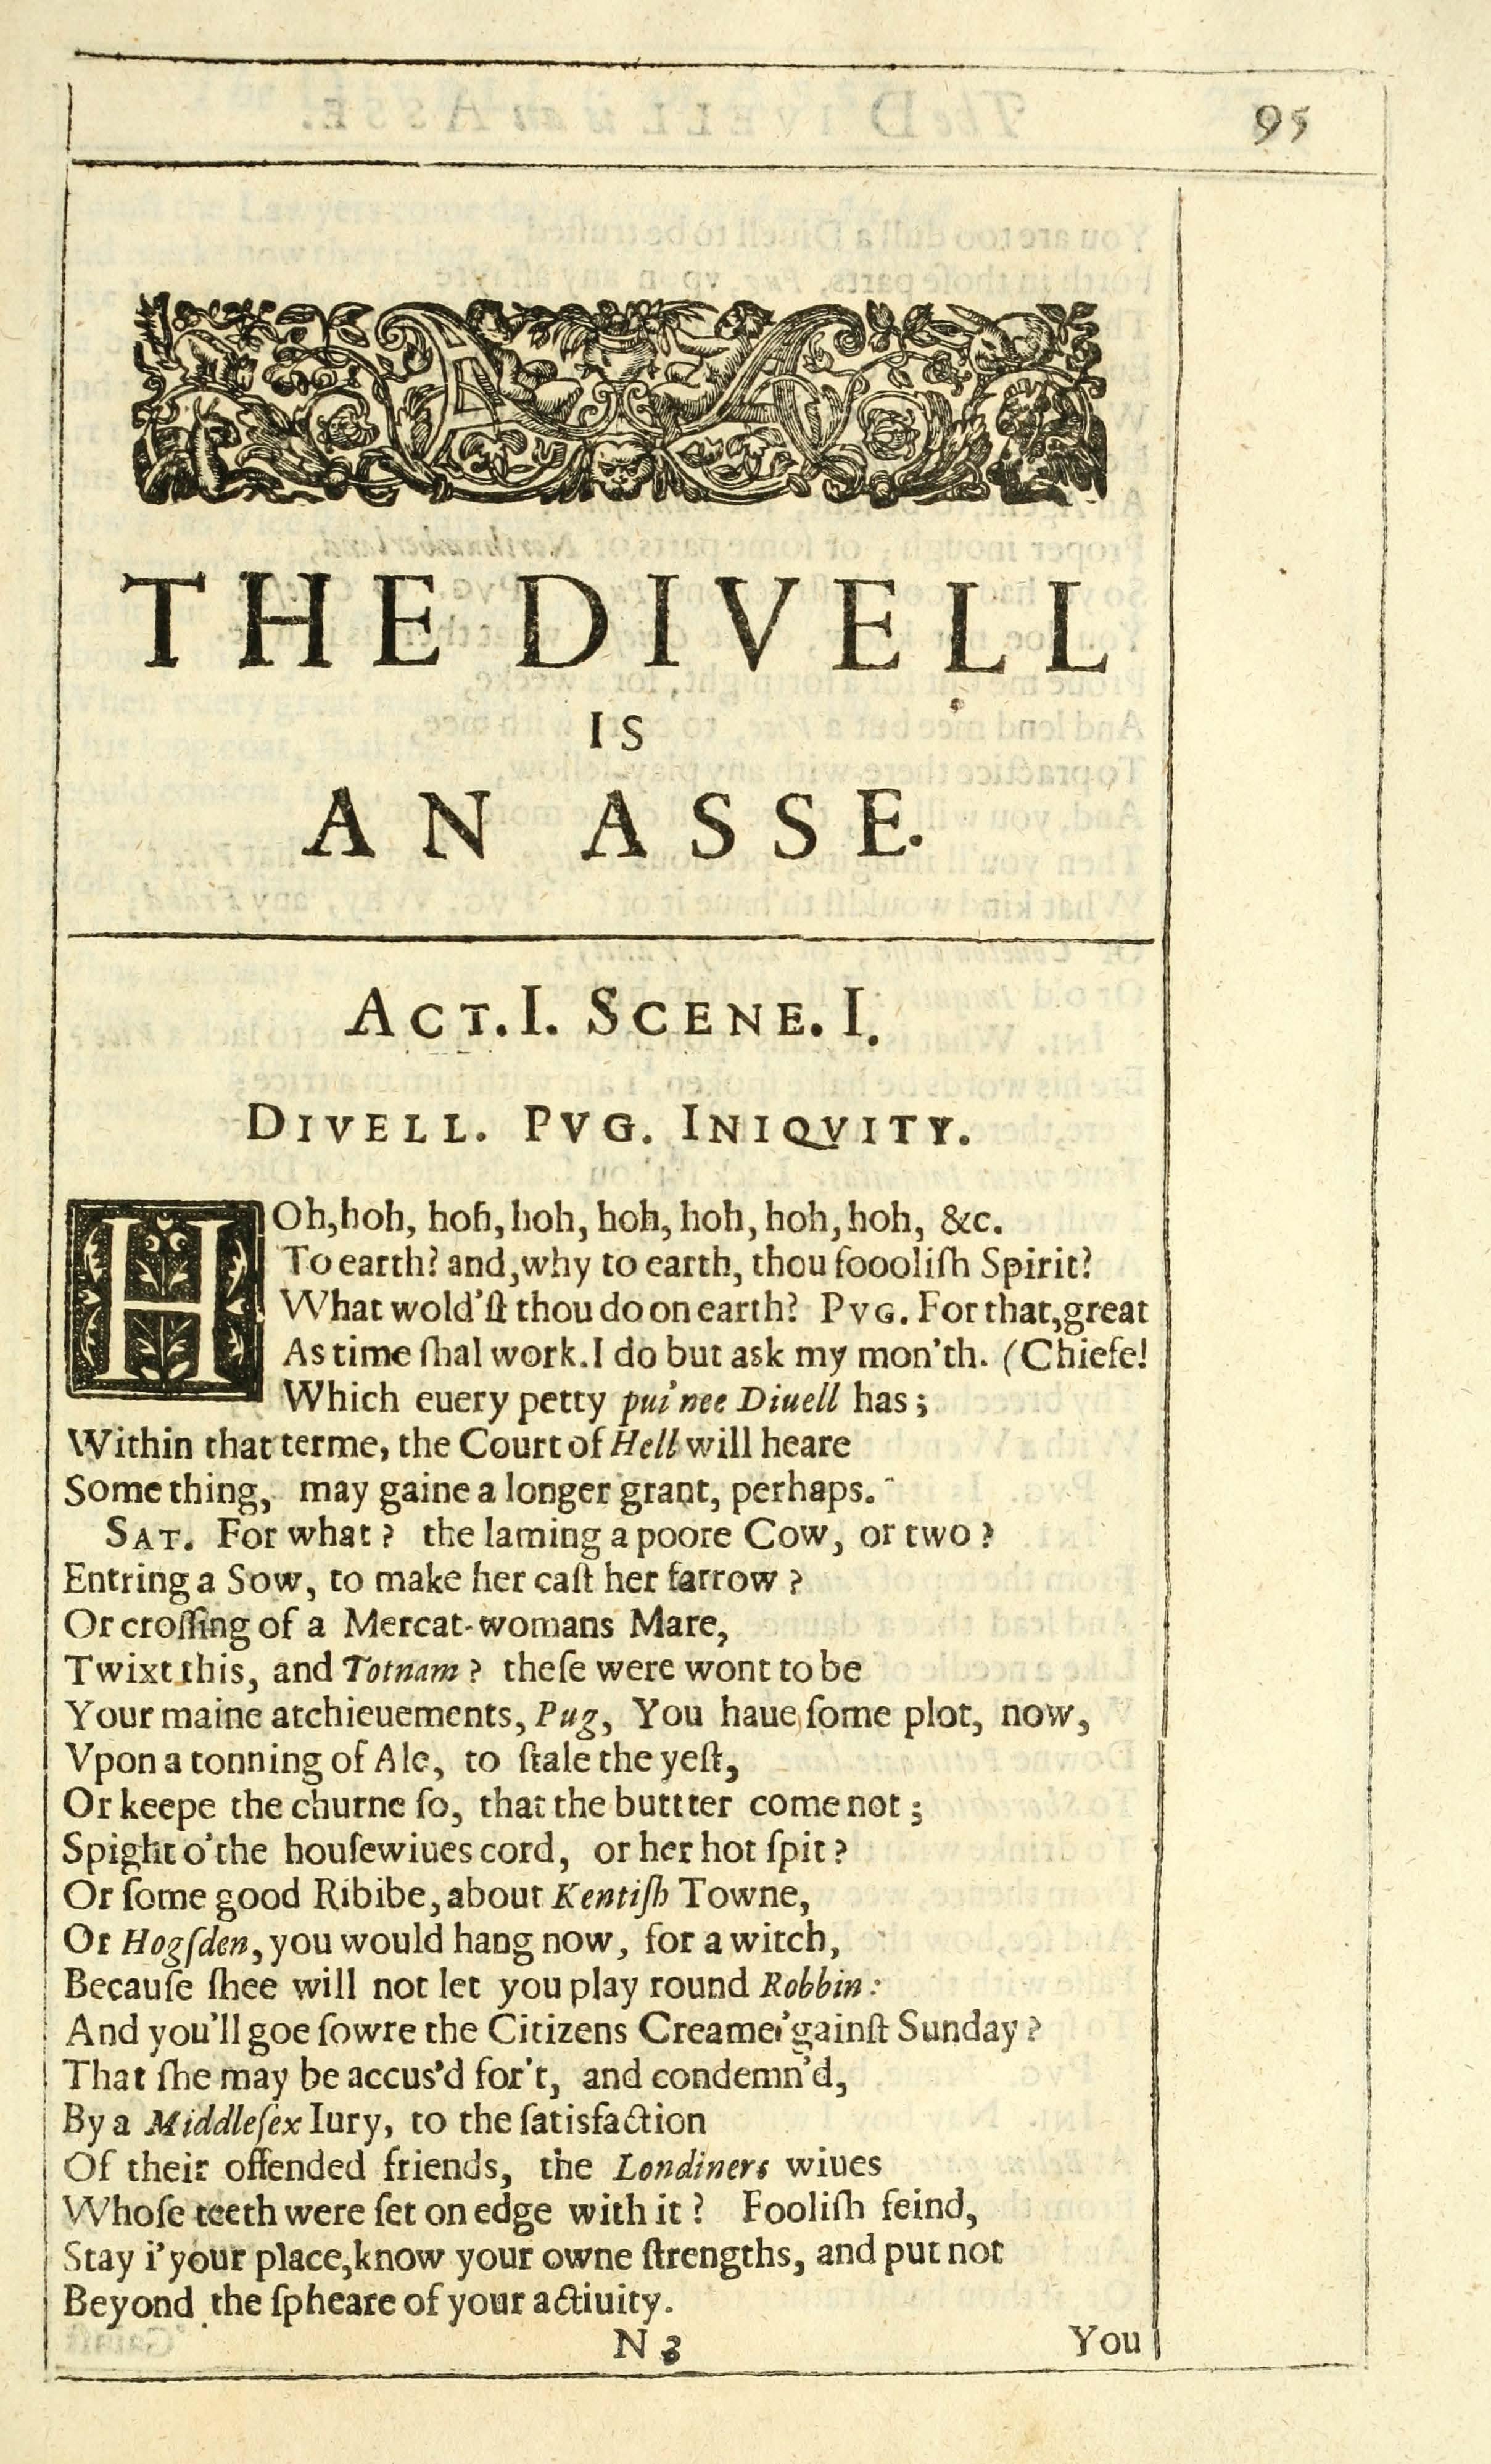 95
THE DIVELL
IS
AN ASSE.
ACT. I. SCENE. I.
DIVELL. PVG. INIQVITY.
HOh,hoh, hoh, hoh, hoh, hoh, hoh, hoh, &c.
To earth? and,why to earth, thou foooliſh Spirit?
What wold'ſt thou do on earth? PVG. For that,great
As time ſhal work. I do but ask my mon'th. (Chiefe!
Which euery petty pui'nee Diuell has;
Within that terme, the Court of Hell will heare
Some thing, may gaine a longer grant, perhaps.
SAT. For what? the laming a poore Cow, or two?
Entring a Sow, to make her caſt her farrow?
Or croſſing of a Mercat-womans Mare,
Twixt this, and Totnam? theſe were wont to be
Your maine atchieuements, Pug, You haue ſome plot, now,
Vpon a tonning of Ale, to ſtale the yeſt,
Or keepe the churne ſo, that the buttter come not;
Spight o'the houſewiues cord, or her hot ſpit?
Or ſome good Ribibe, about Kentiſh Towne,
Or Hogſden, you would hang now, for a witch,
Becauſe ſhee will not let you play round Robbin:
And you'll goe ſowre the Citizens Creame 'gainſt Sunday?
That ſhe may be accus'd for't, and condemn'd,
By a Middleſex Iury, to the ſatisfaction
Of their offended friends, the Londiners wiues
Whoſe teeth were ſet on edge with it? Fooliſh feind,
Stay i' your place,know your owne ſtrengths, and put not
Beyond the ſpheare of your actiuity.
N 3 You